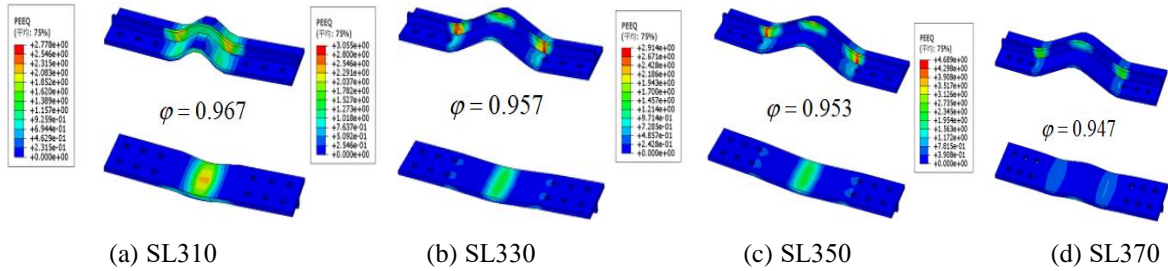 PEEQ
(平均: 75%)
+2.778e+00
+2.546e+00
+2.315e+00
+2.083e+00
+1.852e+00
+1.620e+00
+1.389e+00
+1.157e+00
+9.259e-01
+6.944e-01
+4.629e-01
+2.315e-01
+0.000e+00
φ = 0.967
(a) SL310
PEEQ
(平均: 75%)
+3.055e+00
+2.800e+00
+2.546e+00
+2.291e+00
+2.037e+00
+1.782e+00
+1.527e+00
+1.273e+00
+1.018e+00
+7.637e-01
+5.092e-01
+2.546e-01
+0.000e+00
φ = 0.957
(b) SL330
PEEQ
(平均: 75%)
+2.914e+00
+2.671e+00
+2.428e+00
+2.186e+00
+1.943e+00
+1.700e+00
+1.457e+00
+1.214e+00
+9.714e-01
+7.285e-01
+4.857e-01
+2.428e-01
+0.000e+00
φ = 0.953
(c) SL350
PEEQ
(平均: 75%)
+4.689e+00
+4.298e+00
+3.908e+00
+3.517e+00
+3.126e+00
+2.735e+00
+2.345e+00
+1.954e+00
+1.563e+00
+1.172e+00
+7.815e-01
+3.908e-01
+0.000e+00
φ = 0.947
(d) SL370